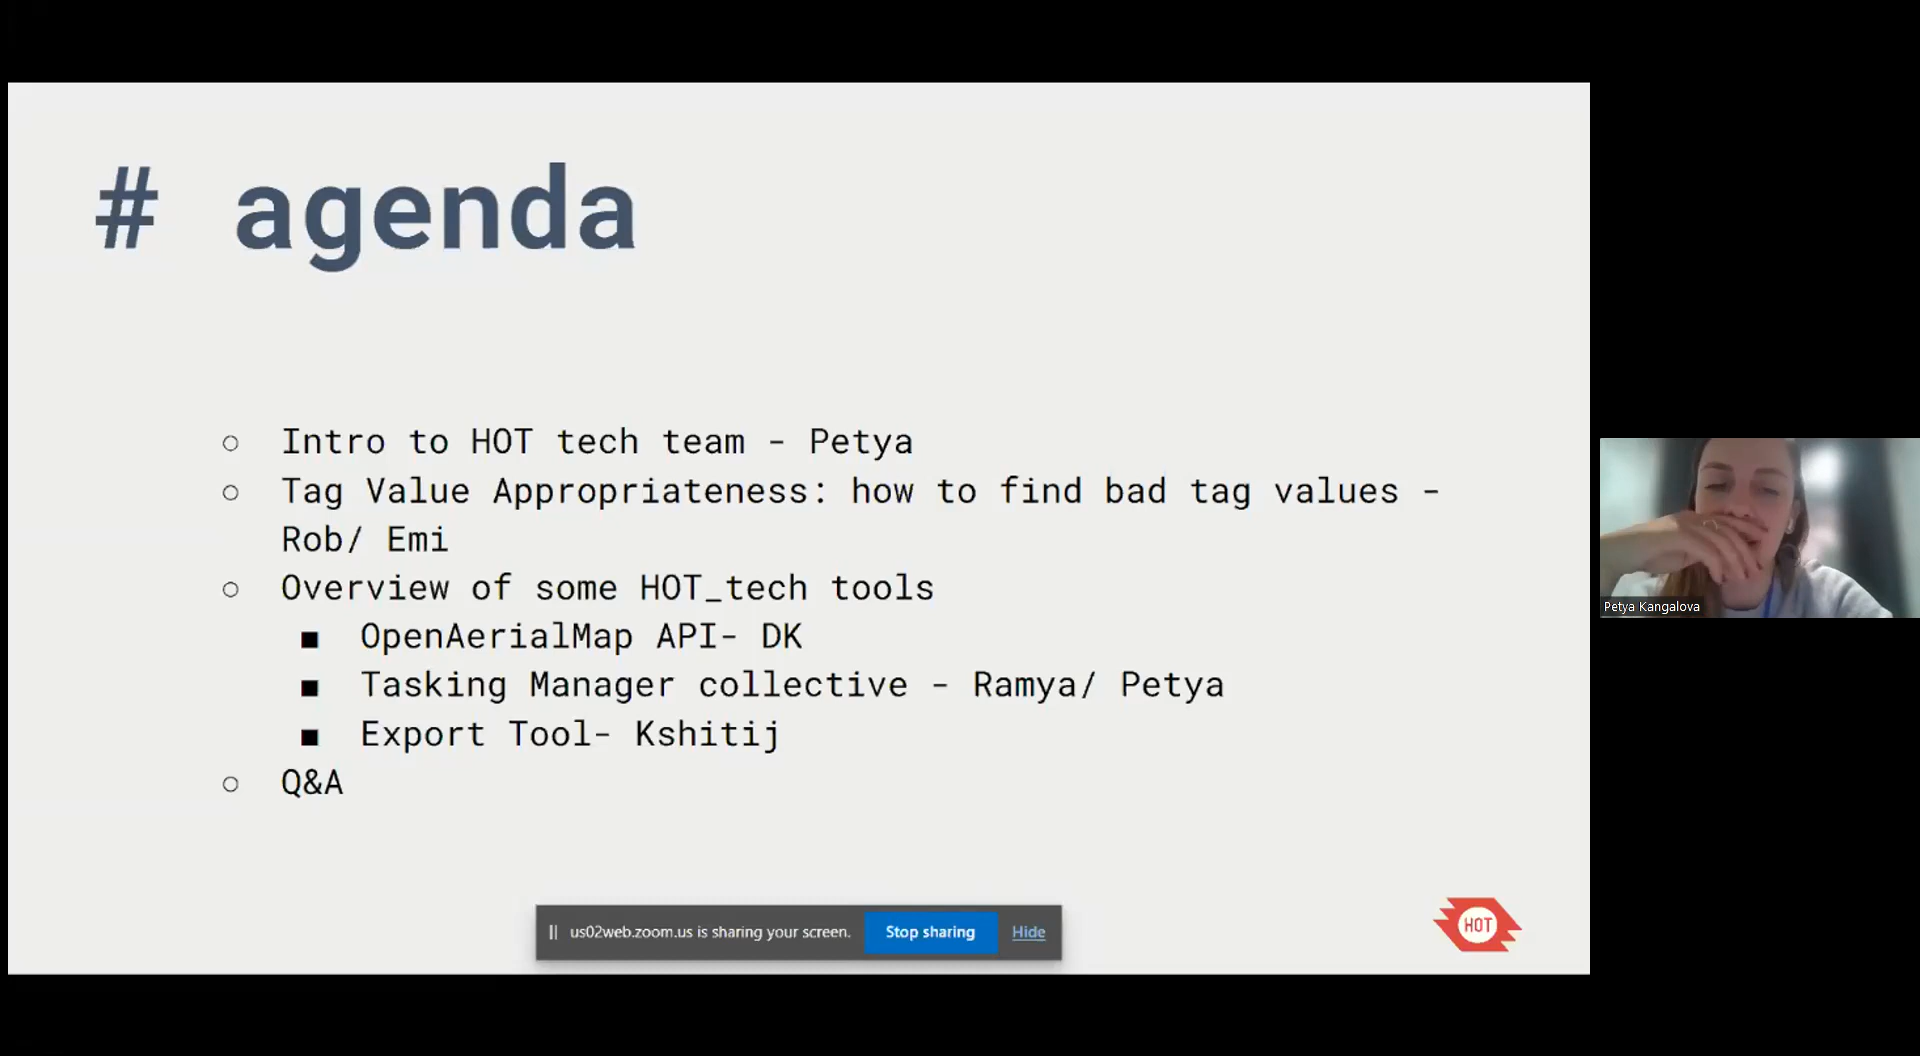 # agenda
○ Intro to HOT tech team - Petya
○ Tag Value Appropriateness: how to find bad tag values -
Rob/ Emi
○ Overview of some HOT_tech tools
■ OpenAerialMap API- DK
■ Tasking Manager collective - Ramya/ Petya
■ Export Tool- Kshitij
○ Q&A
Petya Kangalova
us02web.zoom.us is sharing your screen. Stop sharing Hide
HOT